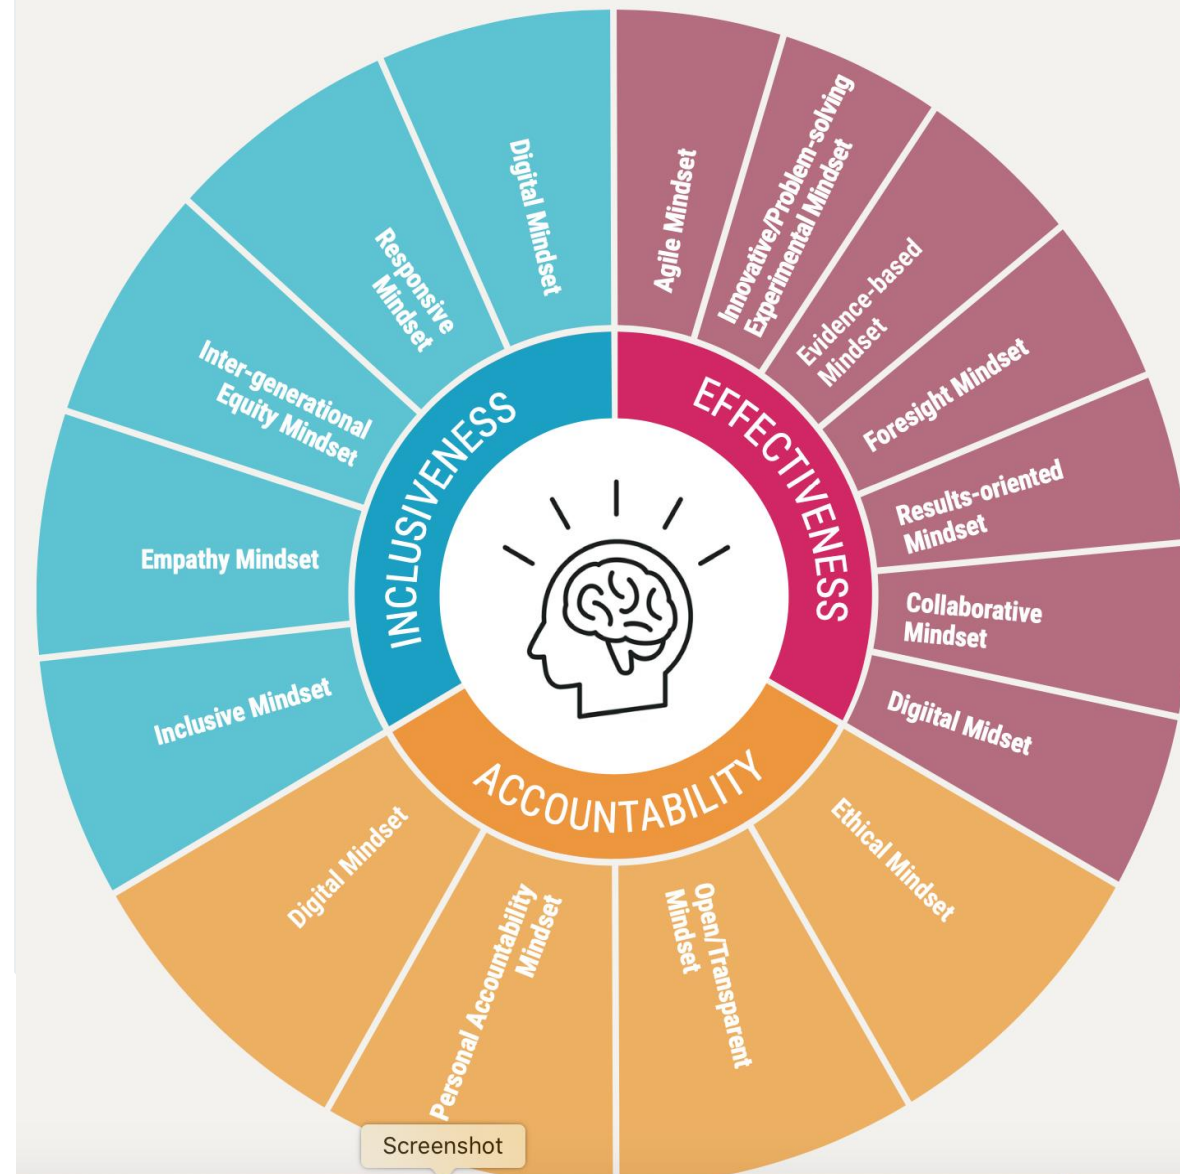 Agile Mindset
Innovative/Problem-solving
Experimental Mindset
Evidence-based
Mindset
Foresight Mindset
Results-oriented
Mindset
Collaborative
Mindset
Digiital Midset
EFFECTIVENESS
Ethical Mindset
Open/Transparent
Mindset
Personal Accountability
Mindset
Digital Mindset
ACCOUNTABILITY
Inclusive Mindset
Empathy Mindset
Inter-generational
Equity Mindset
Responsive
Mindset
Digital Mindset
INCLUSIVENESS
Screenshot